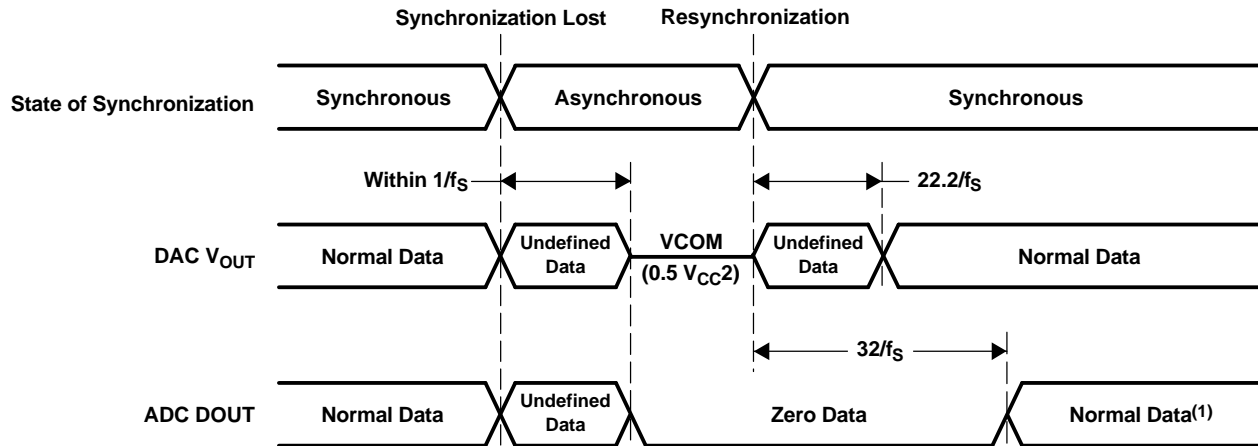 Synchronization Lost Resynchronization
State of Synchronization Synchronous Asynchronous Synchronous
Within 1/fS 22.2/fS
DAC VOUT Normal Data Undefined Data VCOM (0.5 VCC2) Undefined Data Normal Data
32/fS
ADC DOUT Normal Data Undefined Data Zero Data Normal Data(1)